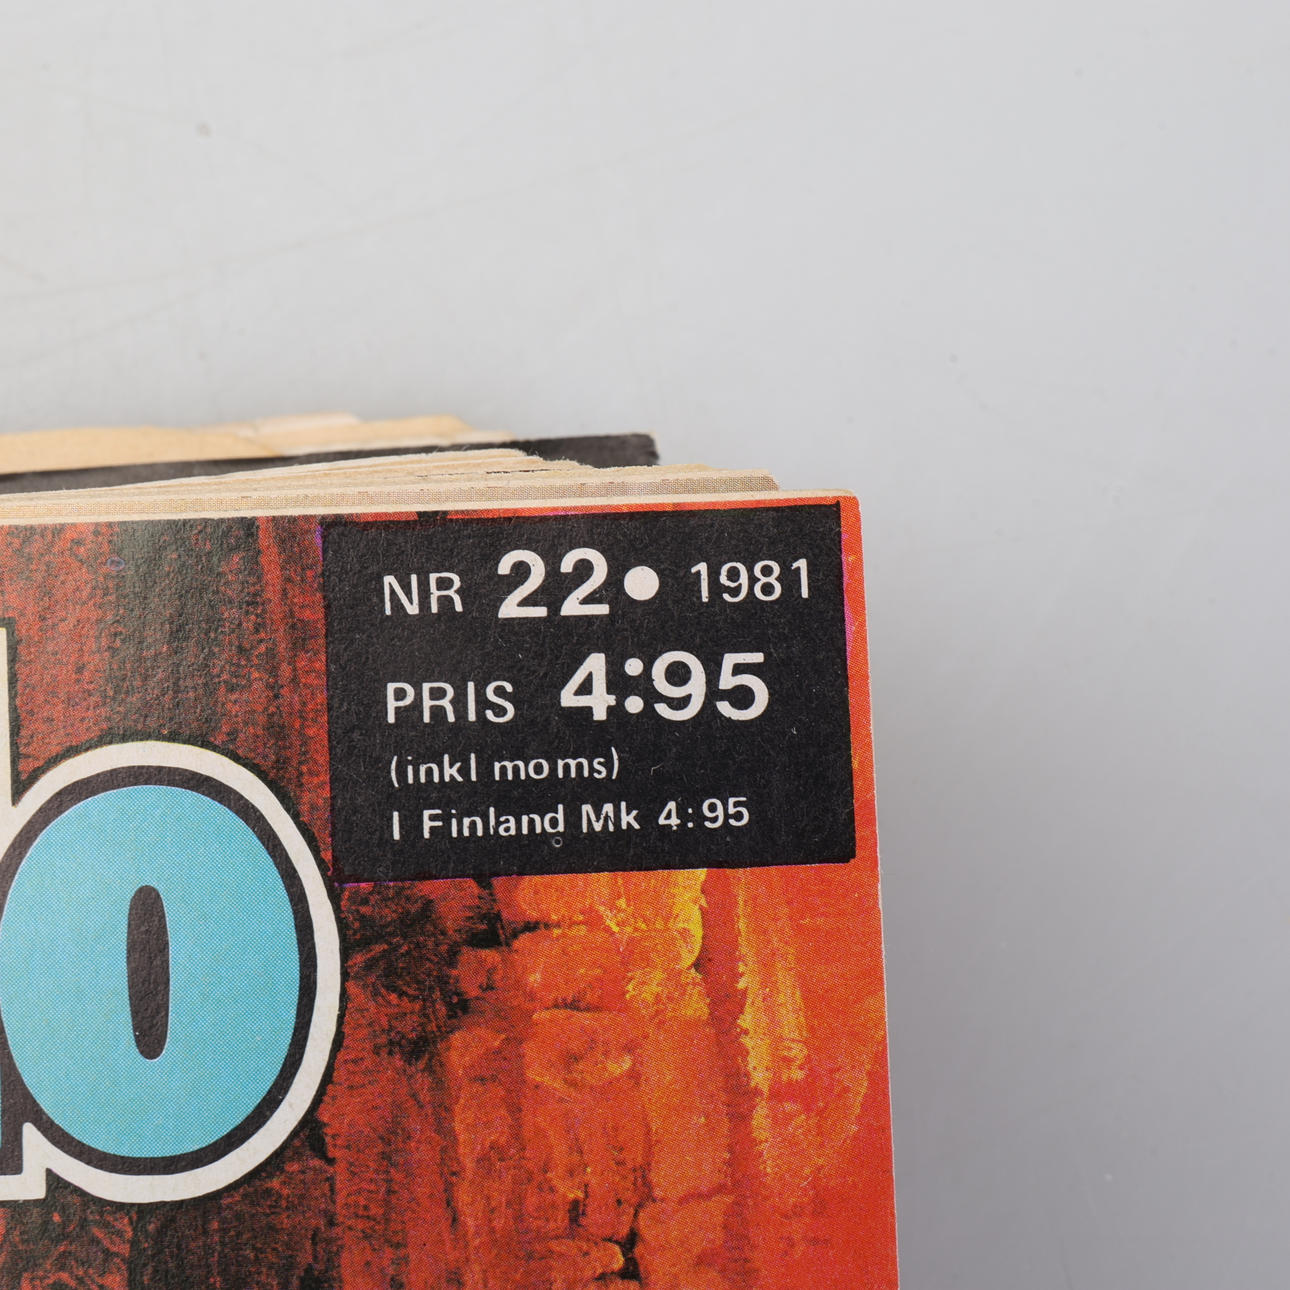 NR 22• 1981
PRIS 4:95
(inkl moms)
I Finland Mk 4:95
o